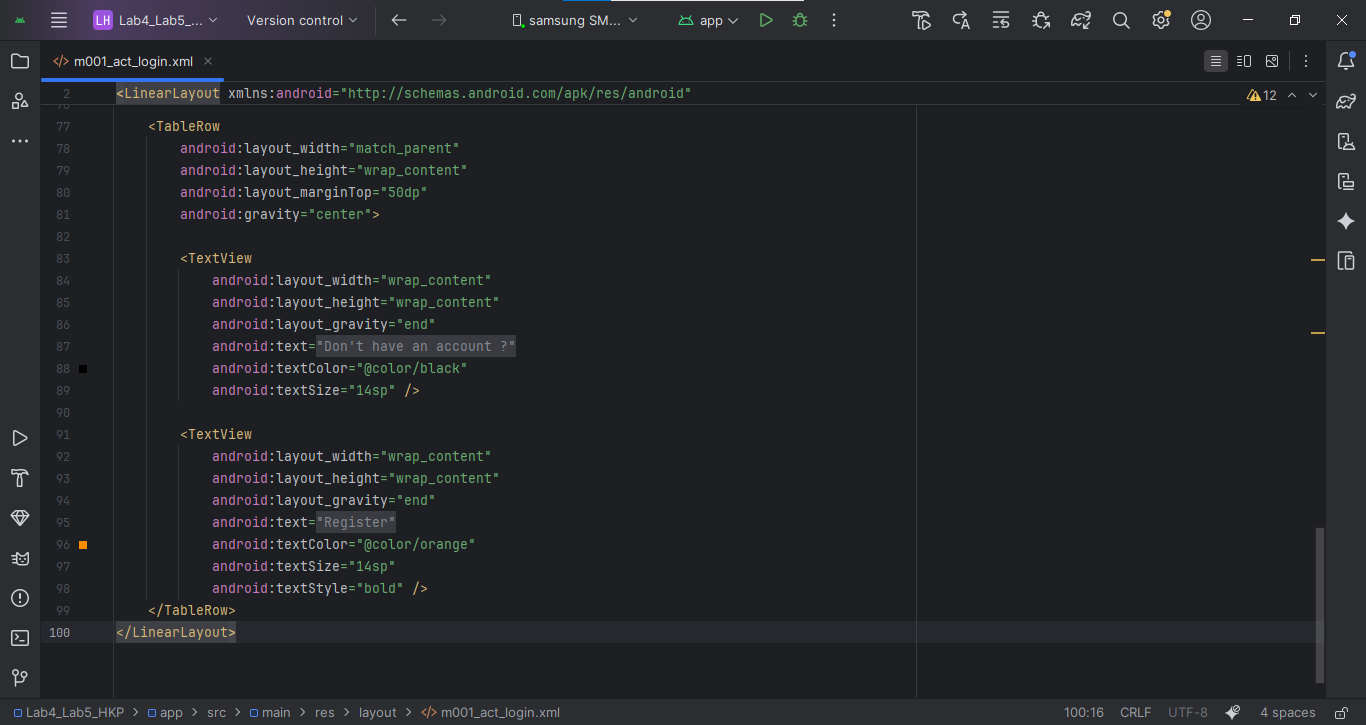 LH Lab4_Lab5_... Version control samsung SM... app
m001_act_login.xml
2 <LinearLayout xmlns:android="http://schemas.android.com/apk/res/android" 12
77 <TableRow
78 android:layout_width="match_parent"
79 android:layout_height="wrap_content"
80 android:layout_marginTop="50dp"
81 android:gravity="center">
82
83 <TextView
84 android:layout_width="wrap_content"
85 android:layout_height="wrap_content"
86 android:layout_gravity="end"
87 android:text="Don't have an account ?"
88 android:textColor="@color/black"
89 android:textSize="14sp" />
90
91 <TextView
92 android:layout_width="wrap_content"
93 android:layout_height="wrap_content"
94 android:layout_gravity="end"
95 android:text="Register"
96 android:textColor="@color/orange"
97 android:textSize="14sp"
98 android:textStyle="bold" />
99 </TableRow>
100 </LinearLayout>
Lab4_Lab5_HKP > app > src > main > res > layout > m001_act_login.xml 100:16 CRLF UTF-8 4 spaces